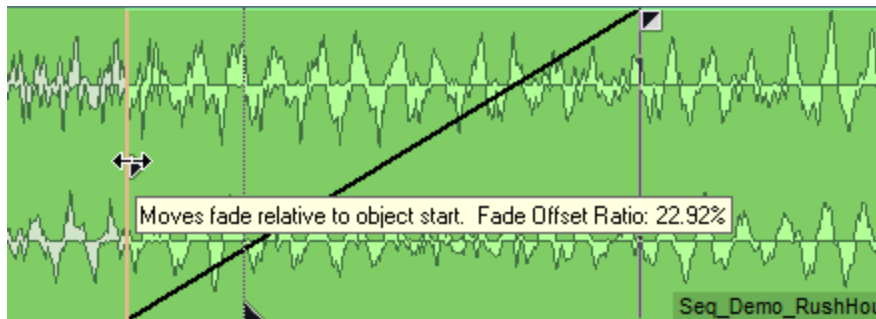 Moves fade relative to object start.  Fade Offset Ratio: 22.92%
Seq_Demo_RushHou